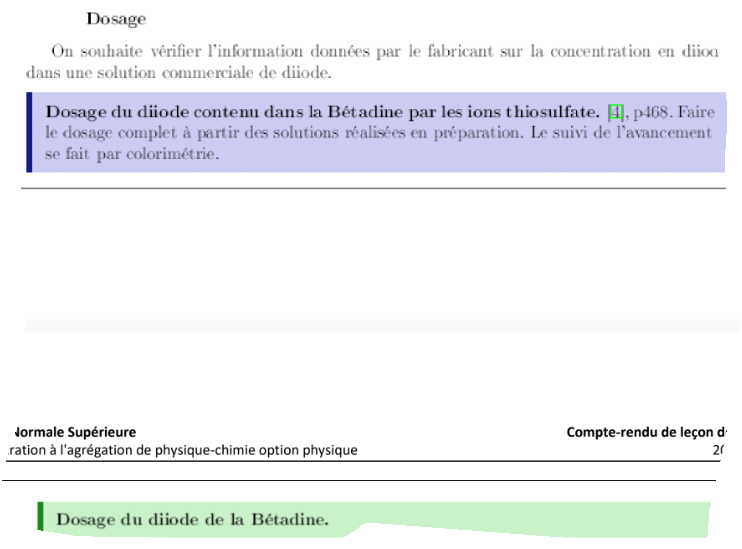 Dosage
On souhaite vérifier l'information données par le fabricant sur la concentration en
dans une solution commerciale de diiode.
Dosage du diiode contenu dans la Bétadine par les ions thiosulfate. [4], p468. Faire
le dosage complet à partir des solutions réalisées en préparation. Le suivi de l'avancement
se fait par colorimétrie.
Normale Supérieure
Compte-rendu de leçon
à l'agrégation de physique-chimie option physique
Dosage du diiode de la Bétadine.